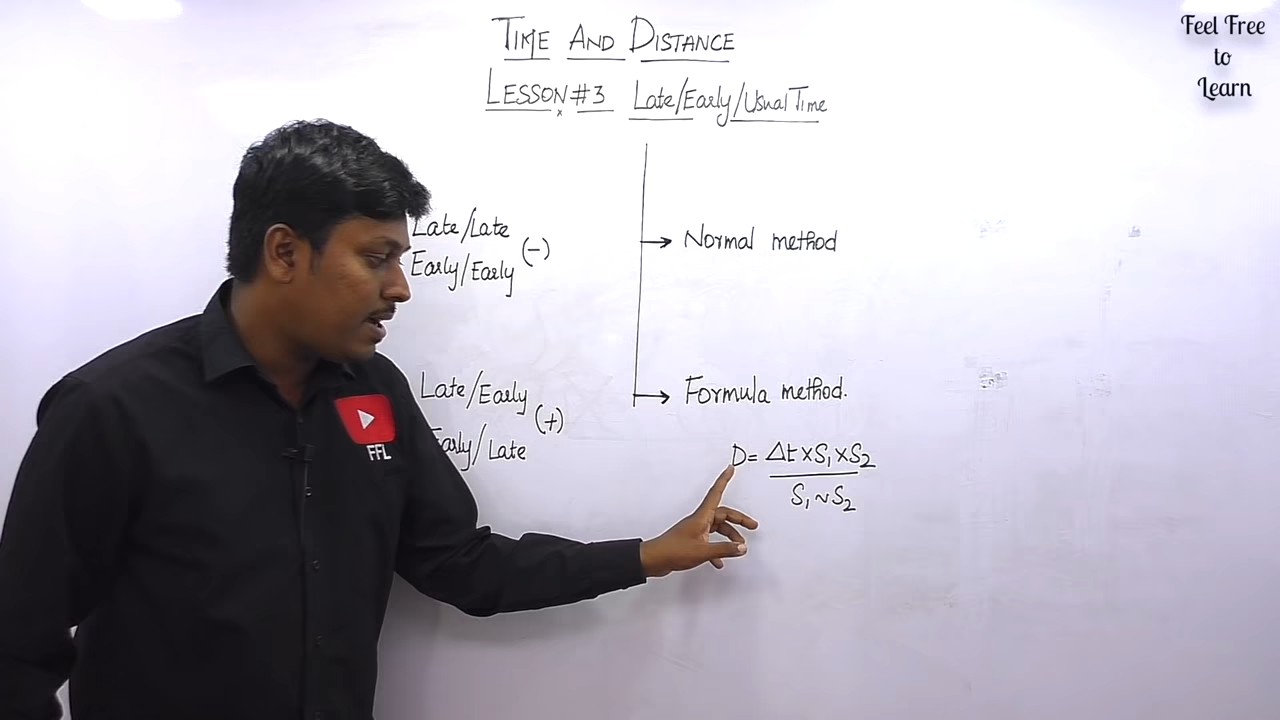 TIME AND DISTANCE
LESSON #3 Late/Early/Usual Time
Feel Free
to
Learn
Late/Late
Early/Early (-)
Normal method
Late/Early
Early/Late (+)
Formula method.
D= Δt×S₁×S₂
S₁~S₂
FFL